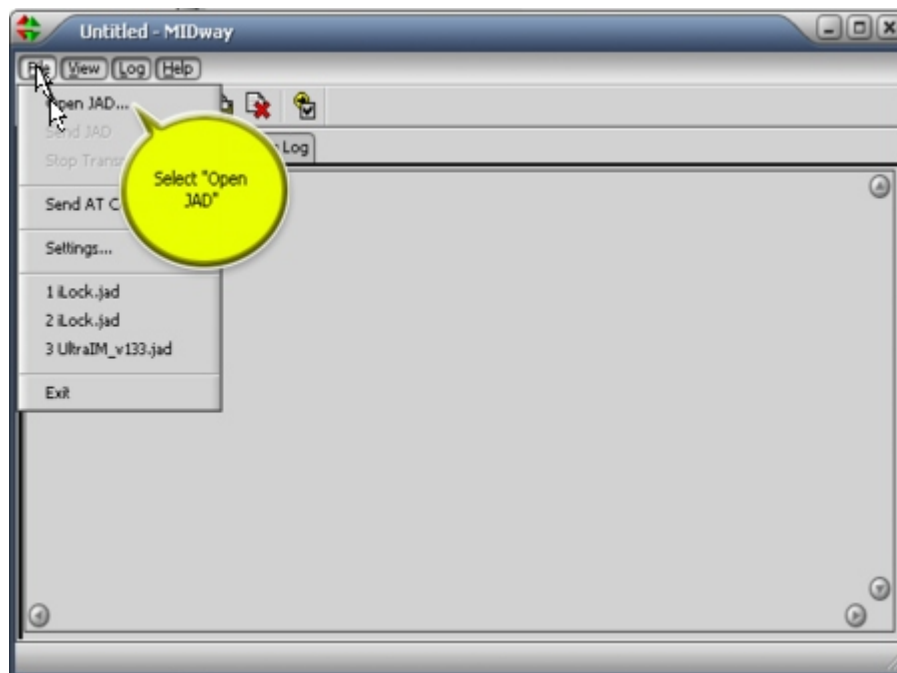 Untitled - MIDway
File View Log Help
Open JAD...
Send JAD
Stop
Log
Select "Open
JAD"
Send AT C
Settings...
1 iLock.jad
2 iLock.jad
3 UltraIM_v133.jad
Exit